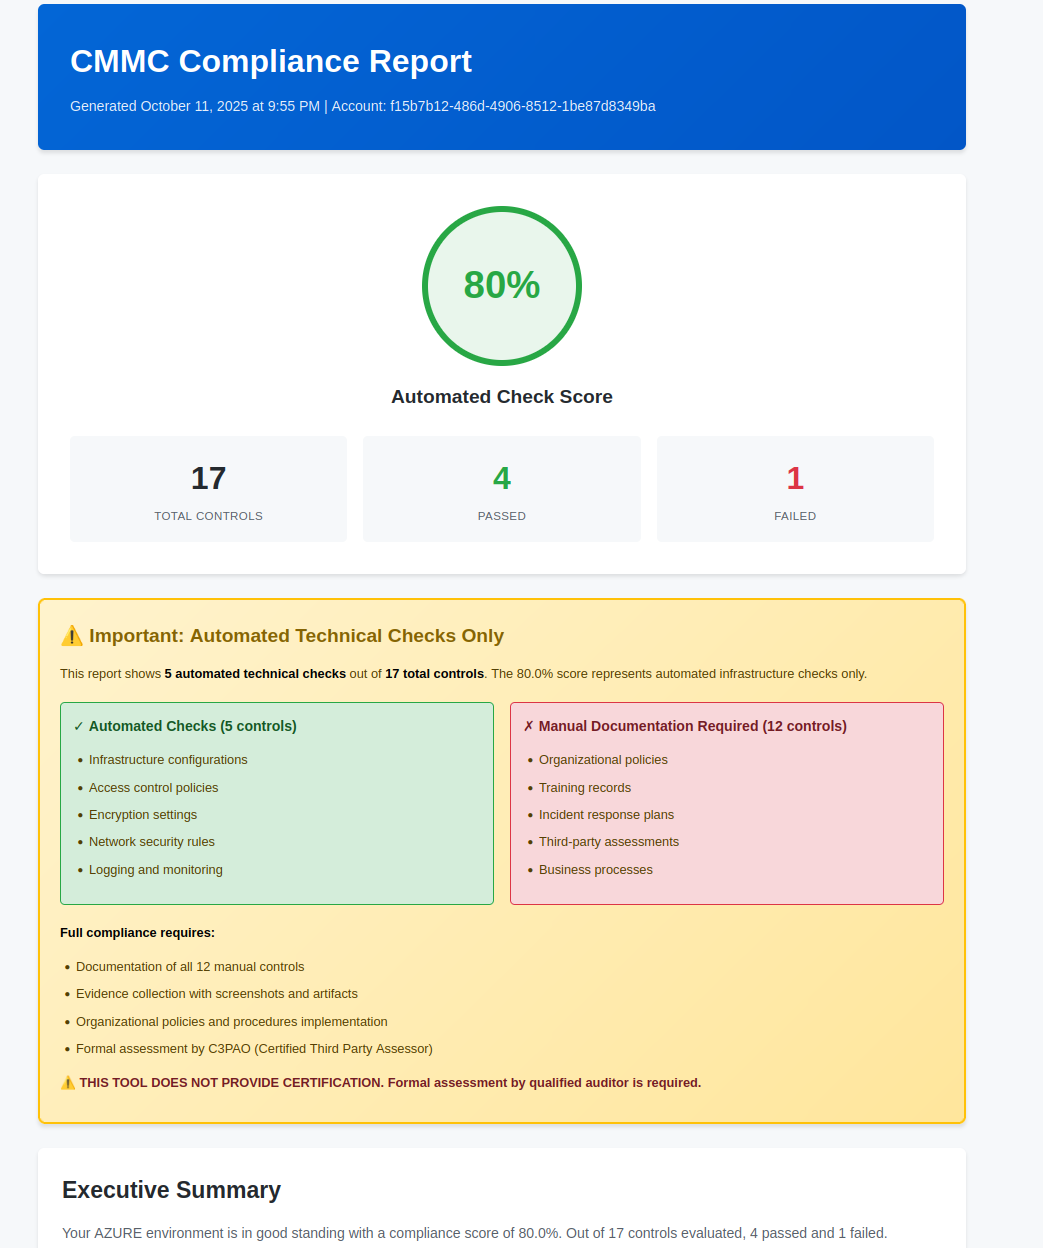 CMMC Compliance Report
Generated October 11, 2025 at 9:55 PM | Account: f15b7b12-486d-4906-8512-1be87d8349ba
80%
Automated Check Score
17
TOTAL CONTROLS
4
PASSED
1
FAILED
⚠️ Important: Automated Technical Checks Only
This report shows 5 automated technical checks out of 17 total controls. The 80.0% score represents automated infrastructure checks only.
✓ Automated Checks (5 controls)
• Infrastructure configurations
• Access control policies
• Encryption settings
• Network security rules
• Logging and monitoring
✗ Manual Documentation Required (12 controls)
• Organizational policies
• Training records
• Incident response plans
• Third-party assessments
• Business processes
Full compliance requires:
• Documentation of all 12 manual controls
• Evidence collection with screenshots and artifacts
• Organizational policies and procedures implementation
• Formal assessment by C3PAO (Certified Third Party Assessor)
⚠️ THIS TOOL DOES NOT PROVIDE CERTIFICATION. Formal assessment by qualified auditor is required.
Executive Summary
Your AZURE environment is in good standing with a compliance score of 80.0%. Out of 17 controls evaluated, 4 passed and 1 failed.